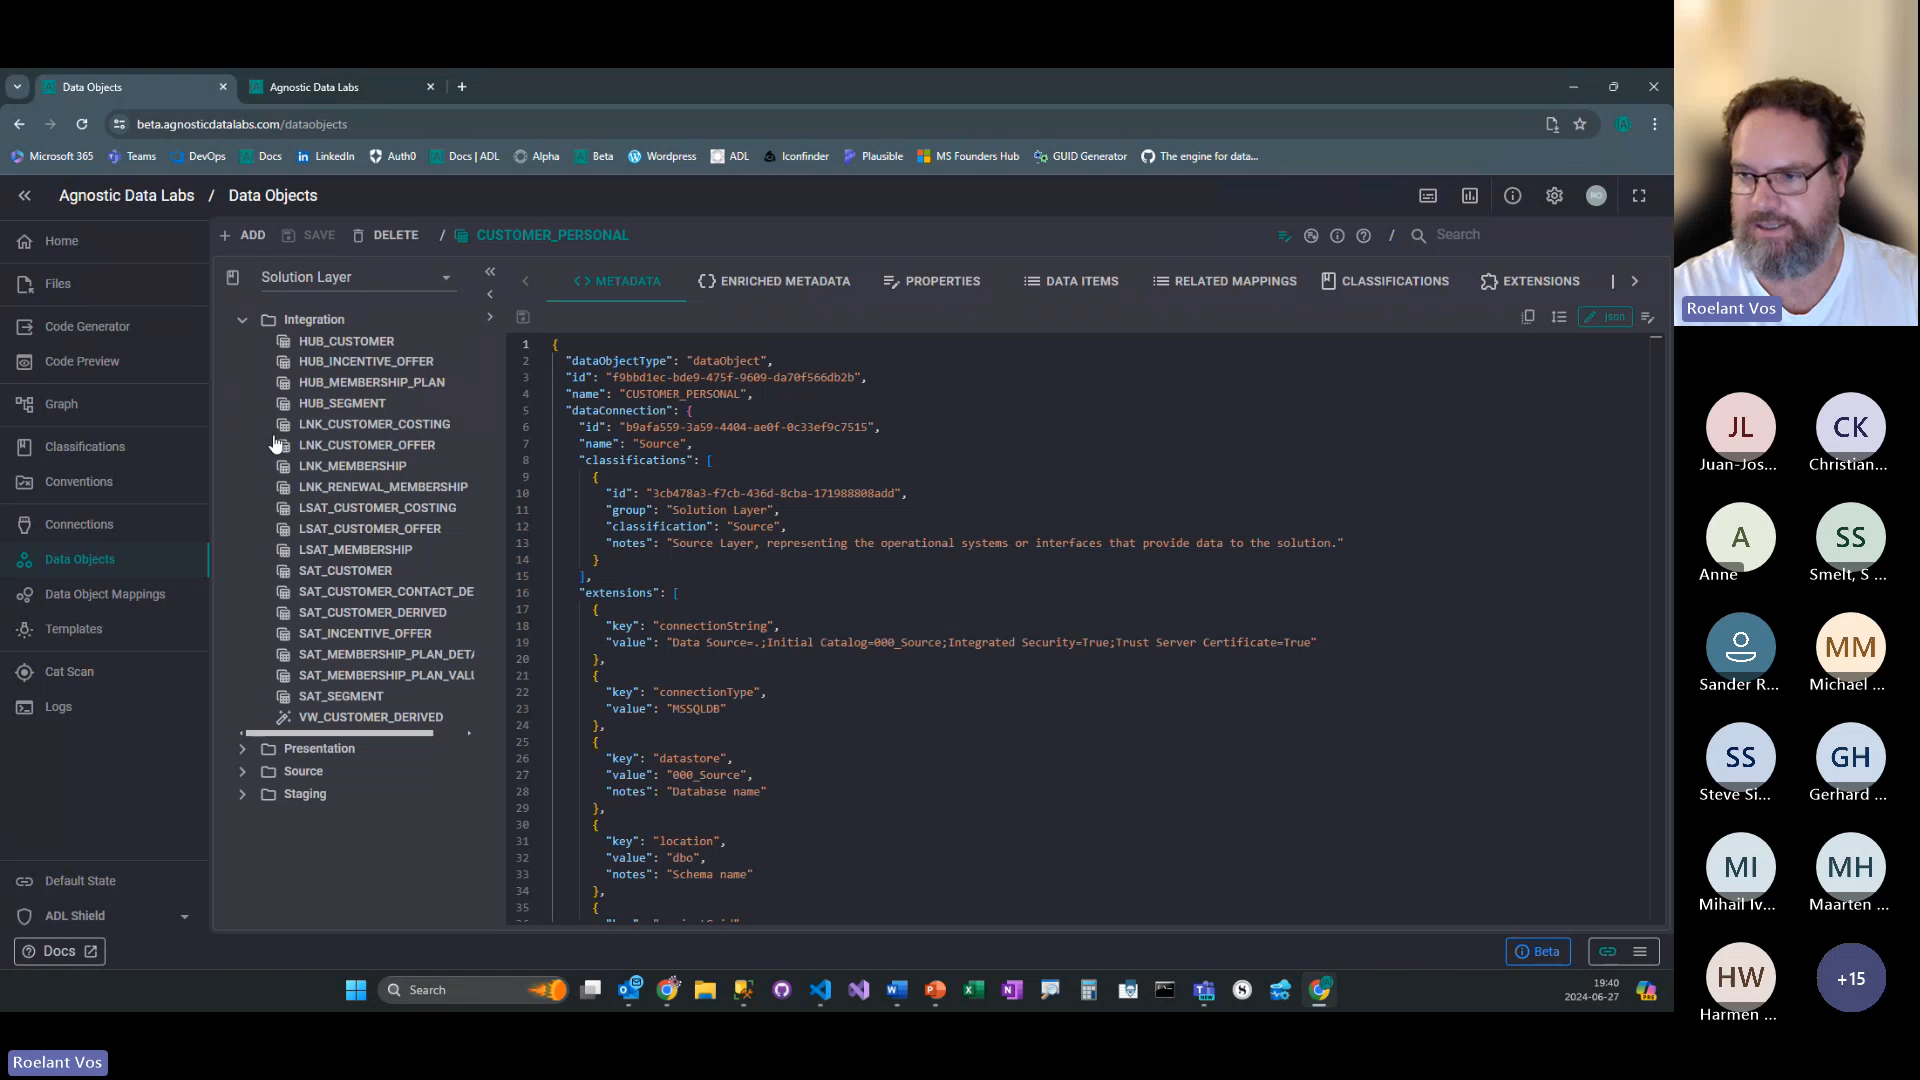 Data Objects
Agnostic Data Labs
beta.agnosticdatalabs.com/dataobjects
Microsoft 365
Teams
DevOps
Docs
LinkedIn
Auth0
Docs | ADL
Alpha
Beta
Wordpress
ADL
Iconfinder
Plausible
MS Founders Hub
GUID Generator
The engine for data...
Agnostic Data Labs / Data Objects
RO
Home
Files
Code Generator
Code Preview
Graph
Classifications
Conventions
Connections
Data Objects
Data Object Mappings
Templates
Cat Scan
Logs
Default State
ADL Shield
Docs
ADD
SAVE
DELETE
/ CUSTOMER_PERSONAL
/ Search
Solution Layer
Integration
HUB_CUSTOMER
HUB_INCENTIVE_OFFER
HUB_MEMBERSHIP_PLAN
HUB_SEGMENT
LNK_CUSTOMER_COSTING
LNK_CUSTOMER_OFFER
LNK_MEMBERSHIP
LNK_RENEWAL_MEMBERSHIP
LSAT_CUSTOMER_COSTING
LSAT_CUSTOMER_OFFER
LSAT_MEMBERSHIP
SAT_CUSTOMER
SAT_CUSTOMER_CONTACT_DE
SAT_CUSTOMER_DERIVED
SAT_INCENTIVE_OFFER
SAT_MEMBERSHIP_PLAN_DETA
SAT_MEMBERSHIP_PLAN_VALU
SAT_SEGMENT
VW_CUSTOMER_DERIVED
Presentation
Source
Staging
<> METADATA
{} ENRICHED METADATA
PROPERTIES
DATA ITEMS
RELATED MAPPINGS
CLASSIFICATIONS
EXTENSIONS
json
1 {
2 "dataObjectType": "dataObject",
3 "id": "f9bbd1ec-bde9-475f-9609-da70f566db2b",
4 "name": "CUSTOMER_PERSONAL",
5 "dataConnection": {
6 "id": "b9afa559-3a59-4404-ae0f-0c33ef9c7515",
7 "name": "Source",
8 "classifications": [
9 {
10 "id": "3cb478a3-f7cb-436d-8cba-171988808add",
11 "group": "Solution Layer",
12 "classification": "Source",
13 "notes": "Source Layer, representing the operational systems or interfaces that provide data to the solution."
14 }
15 ],
16 "extensions": [
17 {
18 "key": "connectionString",
19 "value": "Data Source=.;Initial Catalog=000_Source;Integrated Security=True;Trust Server Certificate=True"
20 },
21 {
22 "key": "connectionType",
23 "value": "MSSQLDB"
24 },
25 {
26 "key": "datastore",
27 "value": "000_Source",
28 "notes": "Database name"
29 },
30 {
31 "key": "location",
32 "value": "dbo",
33 "notes": "Schema name"
34 },
35 {
Beta
Search
19:40
2024-06-27
Roelant Vos
JL
Juan-Jos...
CK
Christian...
A
Anne
SS
Smelt, S ...
Sander R...
MM
Michael ...
SS
Steve Si...
GH
Gerhard ...
MI
Mihail Iv...
MH
Maarten ...
HW
Harmen ...
+15
Roelant Vos